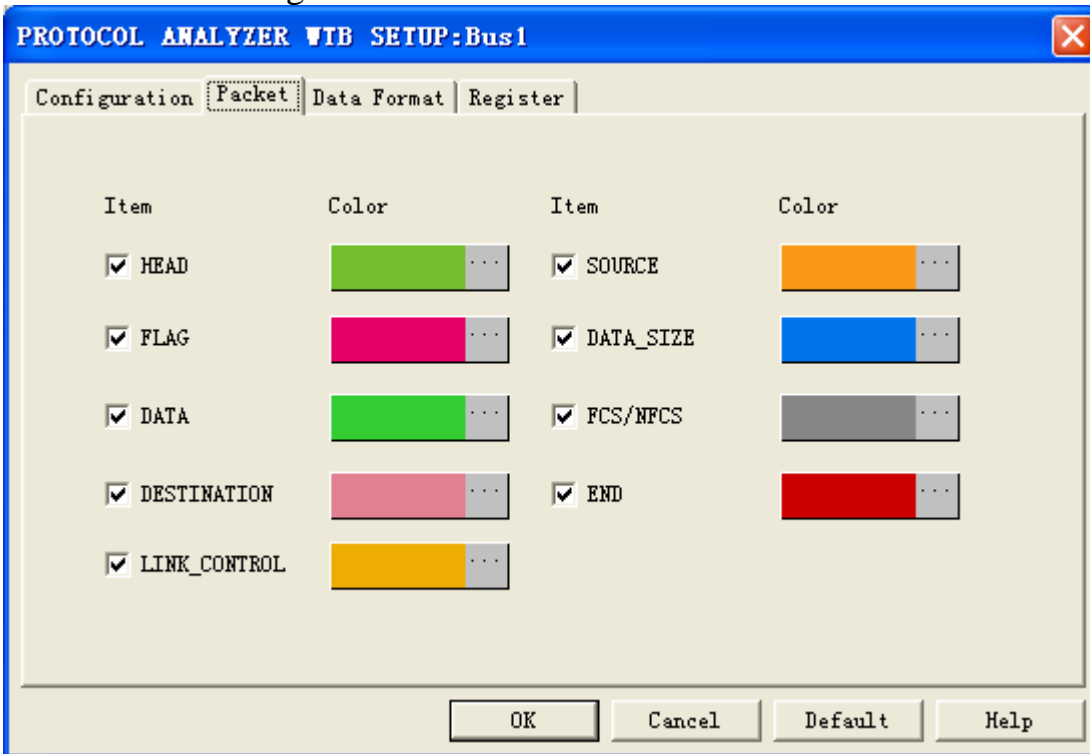 PROTOCOL ANALYZER WTB SETUP:Bus1
Configuration Packet Data Format Register
Item Color Item Color
HEAD ... SOURCE ...
FLAG ... DATA_SIZE ...
DATA ... FCS/NFCS ...
DESTINATION ... END ...
LINK_CONTROL ...
OK Cancel Default Help